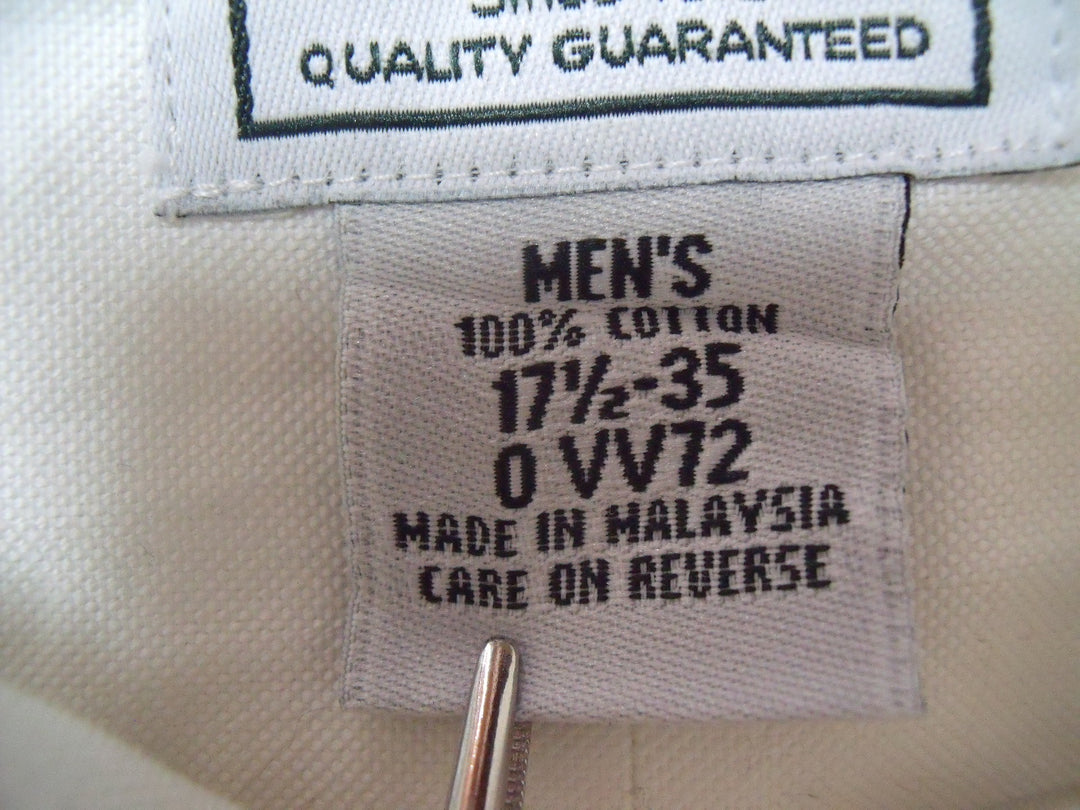 QUALITY GUARANTEED
MEN'S
100% COTTON
17½-35
0 VV72
MADE IN MALAYSIA
CARE ON REVERSE